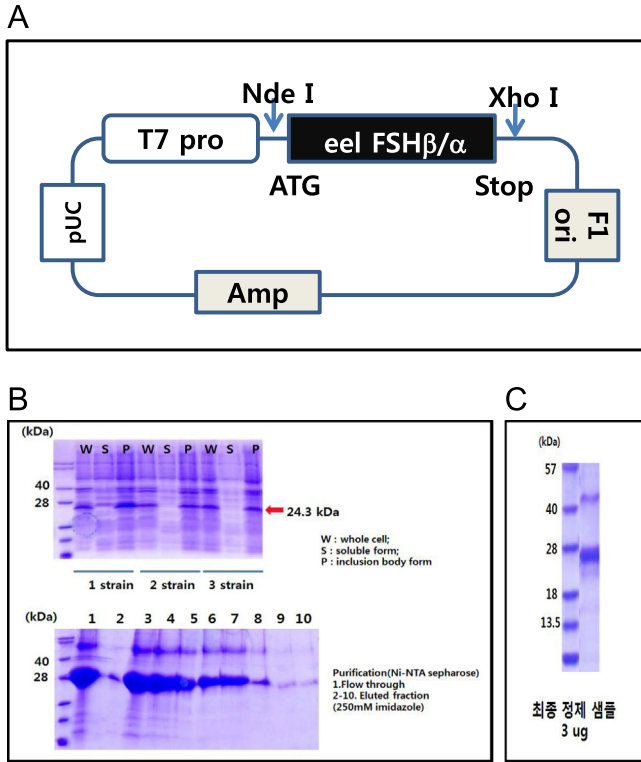 A
Nde I
Xho I
T7 pro
eel FSHβ/α
ATG
Stop
pUC
F1
ori
Amp
B
(kDa)
W S P W S P W S P
40
28
24.3 kDa
W : whole cell;
S : soluble form;
P : inclusion body form
1 strain 2 strain 3 strain
(kDa)
1 2 3 4 5 6 7 8 9 10
40
28
Purification(Ni-NTA sepharose)
1.Flow through
2-10. Eluted fraction
(250mM imidazole)
C
(kDa)
57
40
28
18
13.5
최종 정제 샘플
3 ug